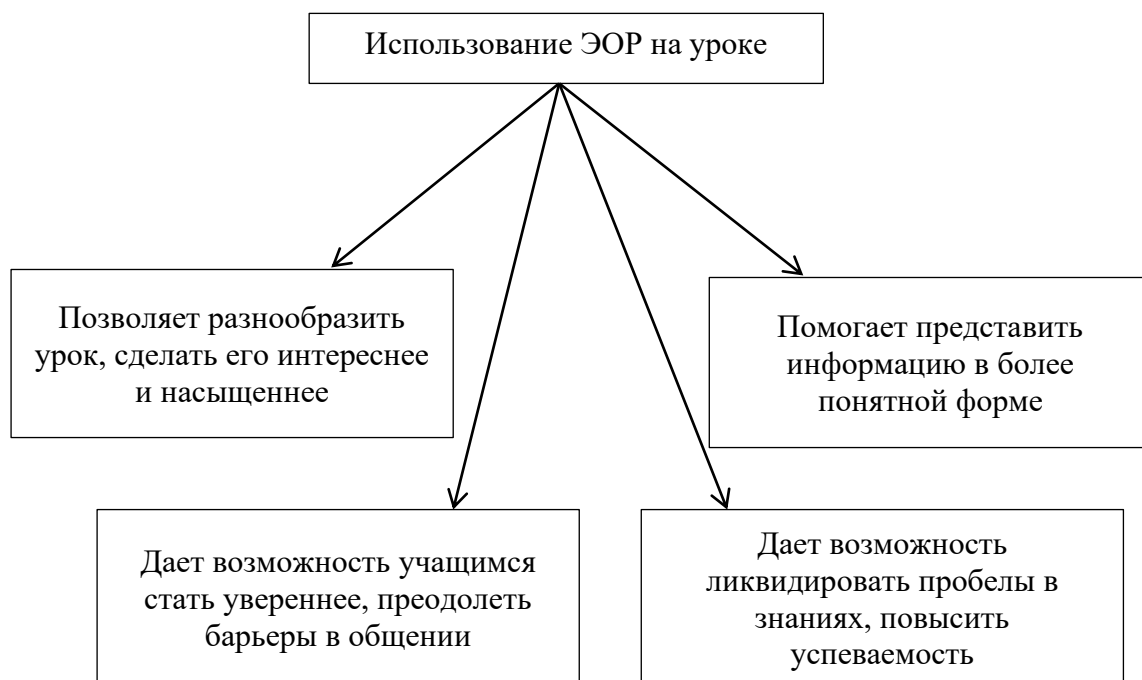 Использование ЭОР на уроке
Позволяет разнообразить
урок, сделать его интереснее
и насыщеннее
Помогает представить
информацию в более
понятной форме
Дает возможность учащимся
стать увереннее, преодолеть
барьеры в общении
Дает возможность
ликвидировать пробелы в
знаниях, повысить
успеваемость